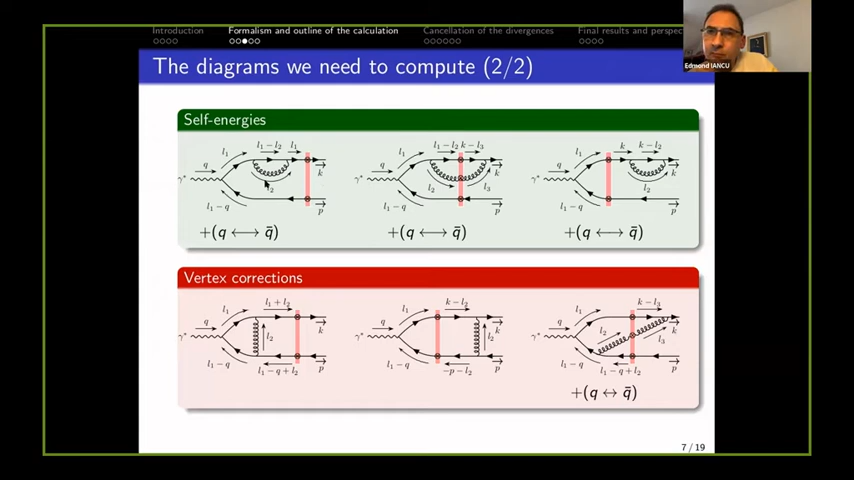 Introduction Formalism and outline of the calculation Cancellation of the divergences Final results and perspec
Edmond IANCU
The diagrams we need to compute (2/2)
Self-energies
l₁ l₁−l₂ l₁ q γ* l₂ k l₁−q p
l₁ l₁−l₂ k−l₃ q γ* l₂ l₃ k l₁−q p
l₁ k k−l₂ q γ* l₂ k l₁−q p
+(q ⟷ q̄) +(q ⟷ q̄) +(q ⟷ q̄)
Vertex corrections
l₁ l₁+l₂ q γ* l₂ k l₁−q l₁−q+l₂ p
l₁ k−l₂ q γ* l₂ k l₁−q −p−l₂ p
l₁ k−l₃ q γ* l₂ l₃ k l₁−q l₁−q+l₂ p
+(q ↔ q̄)
7 / 19